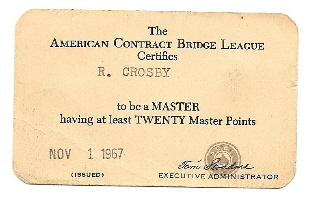 The
AMERICAN CONTRACT BRIDGE LEAGUE
Certifies
R. CROSBY
to be a MASTER
having at least TWENTY Master Points
NOV 1 1967
(ISSUED)
EXECUTIVE ADMINISTRATOR